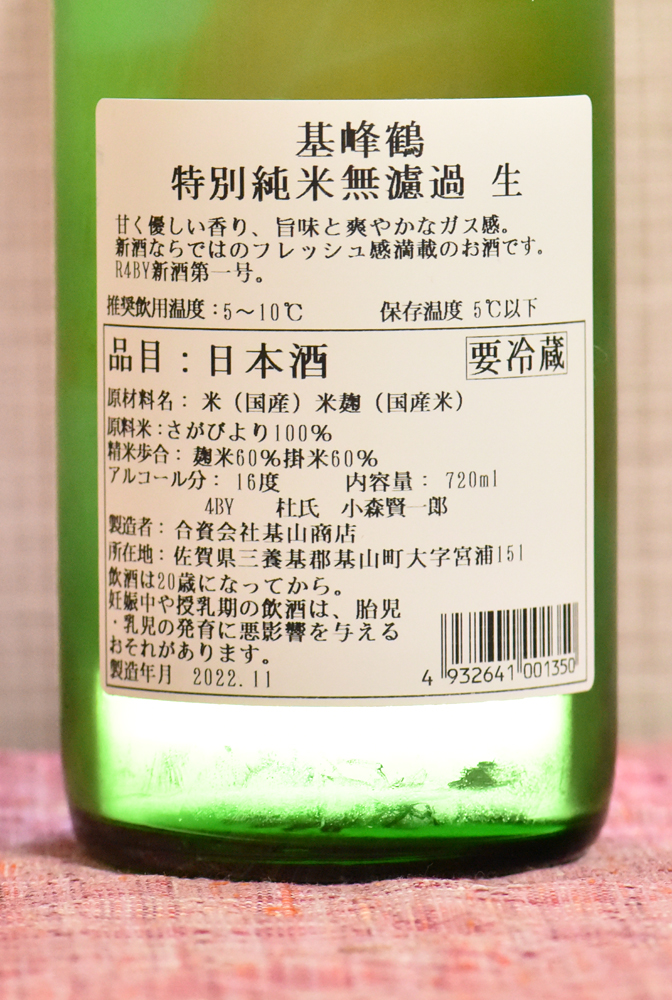 基峰鶴
特別純米無濾過 生
甘く優しい香り、旨味と爽やかなガス感。
新酒ならではのフレッシュ感満載のお酒です。
R4BY新酒第一号。
推奨飲用温度：5～10℃ 保存温度 5℃以下
品目：日本酒 要冷蔵
原材料名：米（国産）米麹（国産米）
原料米：さがびより100％
精米歩合：麹米60％掛米60％
アルコール分：16度 内容量：720ml
4BY 杜氏 小森賢一郎
製造者：合資会社基山商店
所在地：佐賀県三養基郡基山町大字宮浦151
飲酒は20歳になってから。
妊娠中や授乳期の飲酒は、胎児
・乳児の発育に悪影響を与える
おそれがあります。
製造年月 2022.11
4 932641 001350